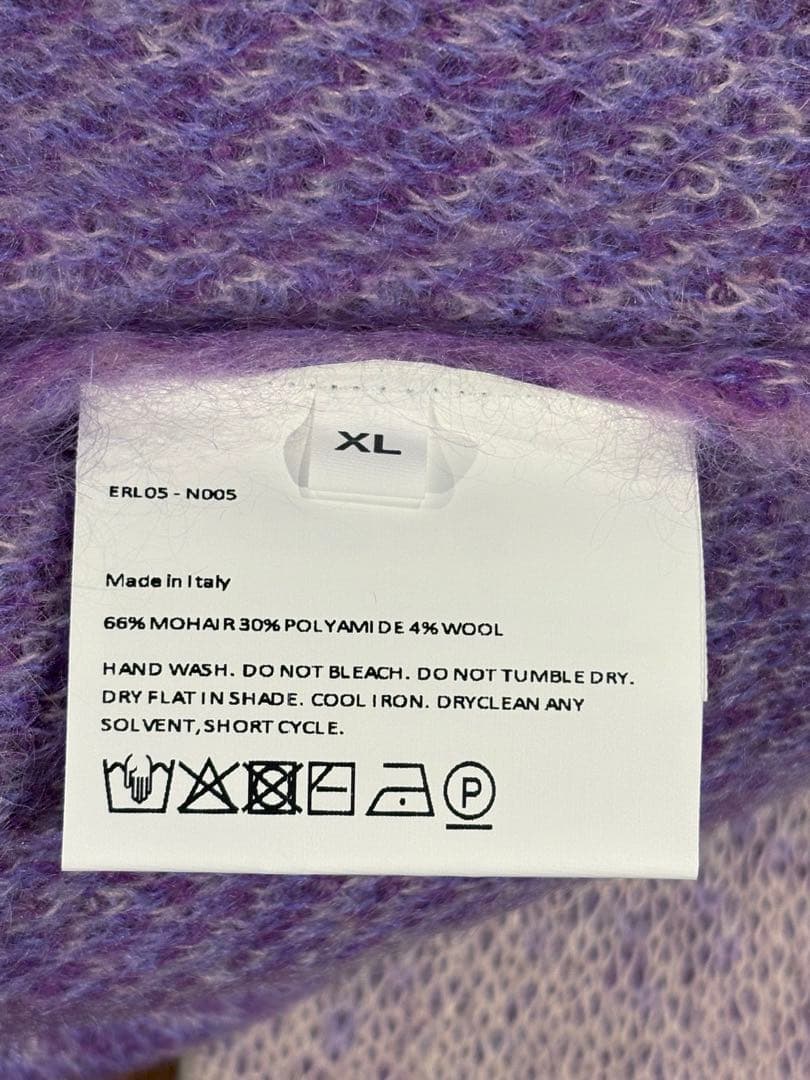 XL
ERL05 - N005
Made in Italy
66% MOHAIR 30% POLYAMIDE 4% WOOL
HAND WASH. DO NOT BLEACH. DO NOT TUMBLE DRY.
DRY FLAT IN SHADE. COOL IRON. DRYCLEAN ANY
SOLVENT, SHORT CYCLE.
P